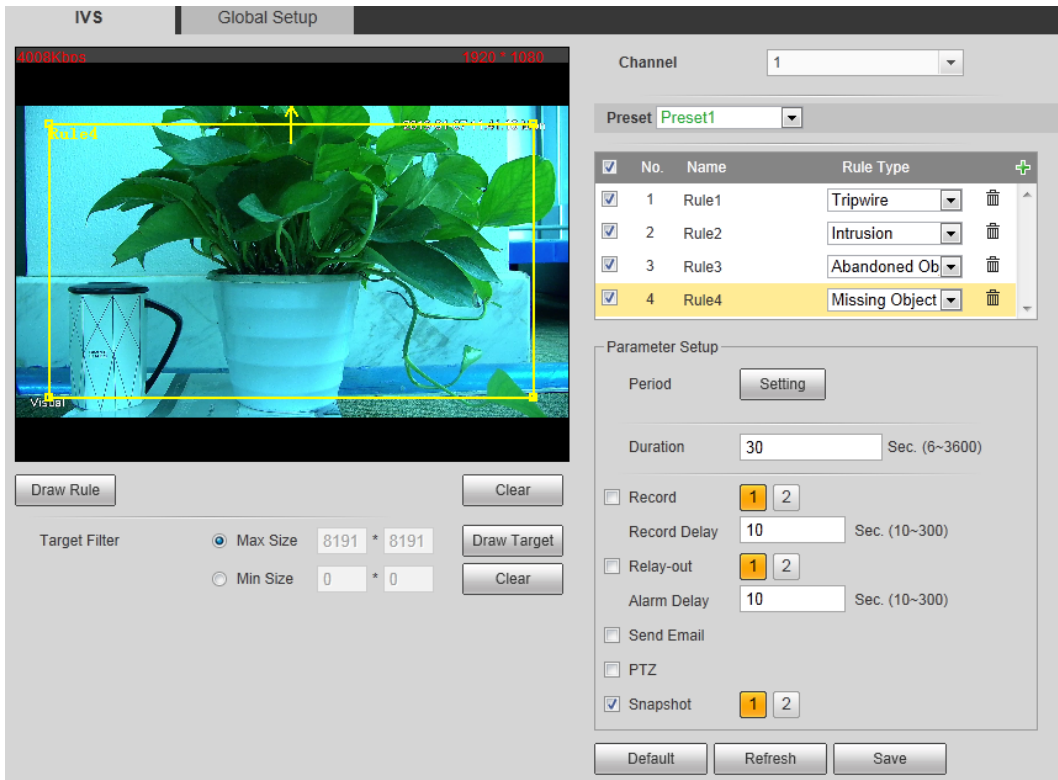 IVS Global Setup
4008Kbps 1920 * 1080
Rule4
Visual
Draw Rule Clear
Target Filter Max Size 8191 * 8191 Draw Target
Min Size 0 * 0 Clear
Channel 1
Preset Preset1
No. Name Rule Type
1 Rule1 Tripwire
2 Rule2 Intrusion
3 Rule3 Abandoned Ob
4 Rule4 Missing Object
Parameter Setup
Period Setting
Duration 30 Sec. (6~3600)
Record 1 2
Record Delay 10 Sec. (10~300)
Relay-out 1 2
Alarm Delay 10 Sec. (10~300)
Send Email
PTZ
Snapshot 1 2
Default Refresh Save